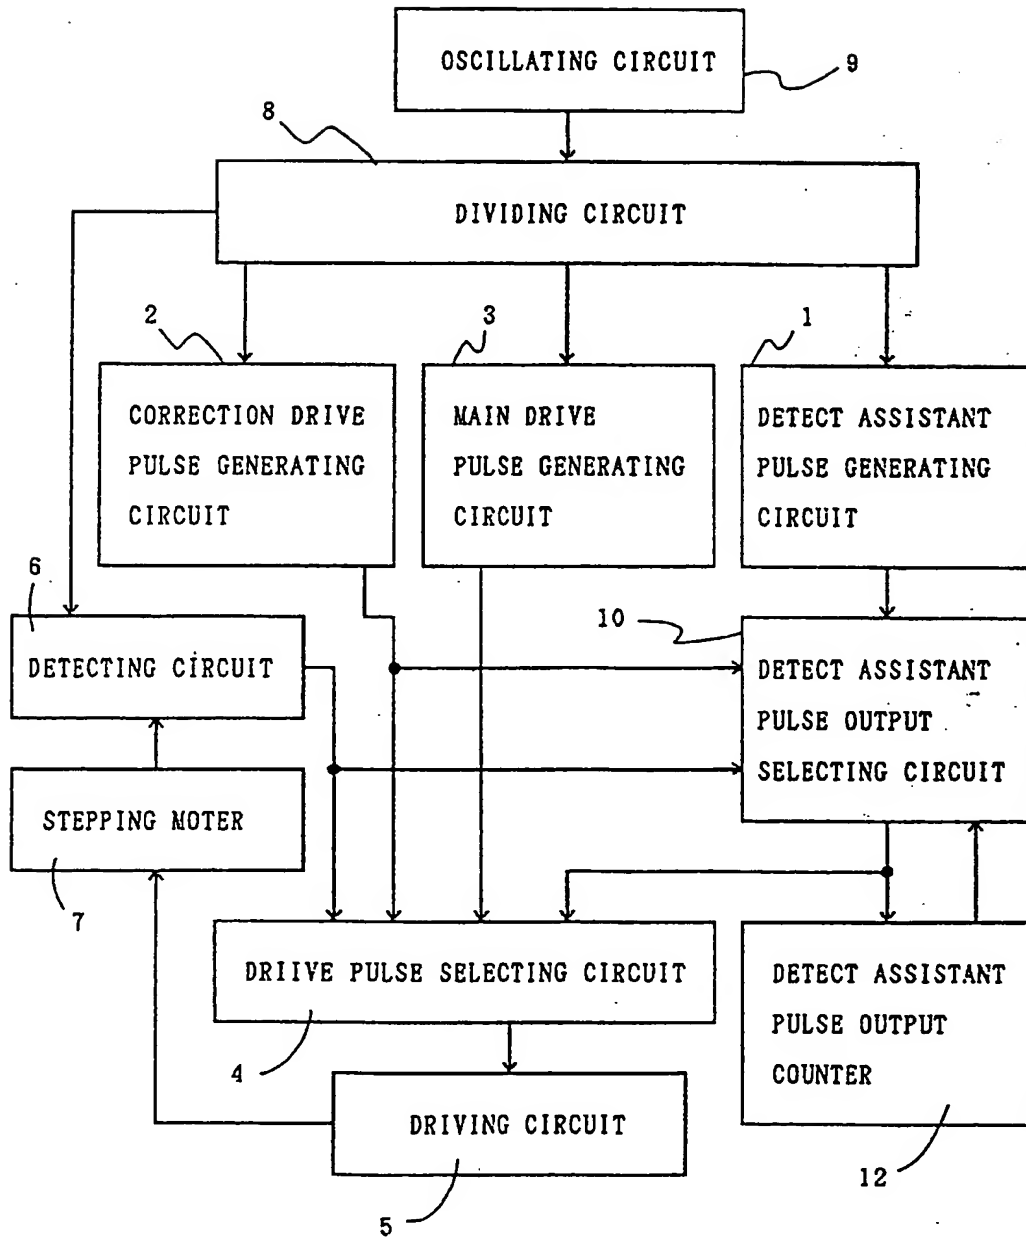 OSCILLATING CIRCUIT
9
8
DIVIDING CIRCUIT
2
3
1
CORRECTION DRIVE
PULSE GENERATING
CIRCUIT
MAIN DRIVE
PULSE GENERATING
CIRCUIT
DETECT ASSISTANT
PULSE GENERATING
CIRCUIT
6
10
DETECTING CIRCUIT
DETECT ASSISTANT
PULSE OUTPUT
SELECTING CIRCUIT
STEPPING MOTER
7
DRIIVE PULSE SELECTING CIRCUIT
4
DETECT ASSISTANT
PULSE OUTPUT
COUNTER
DRIVING CIRCUIT
5
12